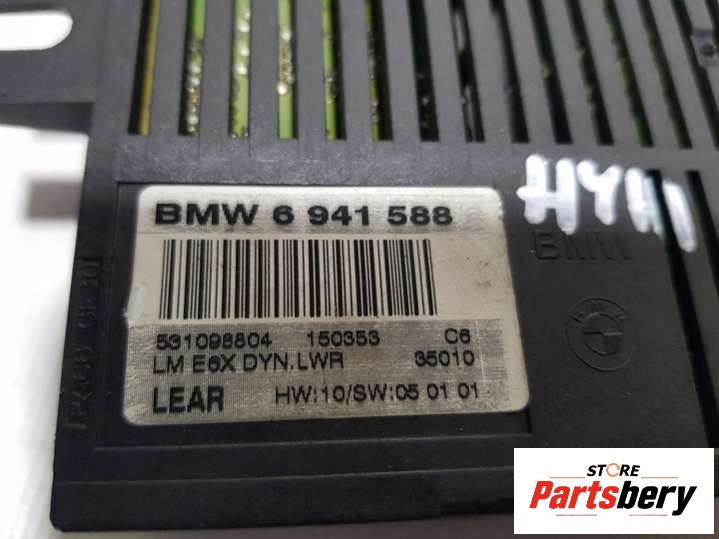 BMW 6 941 588
531098804 150353 C6
LM E6X DYN.LWR 35010
LEAR HW:10/SW:05 01 01
BMW
BMW
STORE
Partsbery